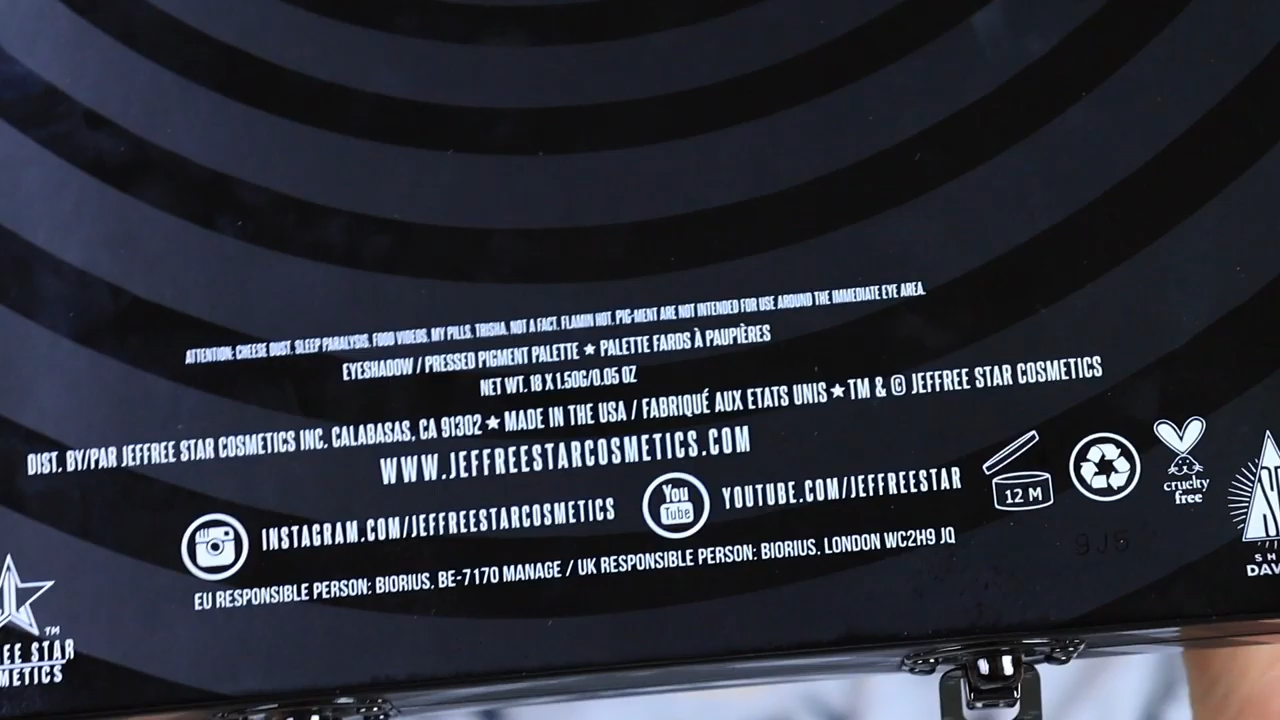 ATTENTION: CHEESE DUST, SLEEP PARALYSIS, FOOD VIDEOS, MY PILLS, TRISHA, NOT A FACT, FLAMIN HOT, PIG-MENT ARE NOT INTENDED FOR USE AROUND THE IMMEDIATE EYE AREA.
EYESHADOW / PRESSED PIGMENT PALETTE ★ PALETTE FARDS À PAUPIÈRES
NET WT. 18 X 1.50G/0.05 OZ
DIST. BY/PAR JEFFREE STAR COSMETICS INC. CALABASAS, CA 91302 ★ MADE IN THE USA / FABRIQUÉ AUX ETATS UNIS ★ TM & © JEFFREE STAR COSMETICS
WWW.JEFFREESTARCOSMETICS.COM
INSTAGRAM.COM/JEFFREESTARCOSMETICS You Tube YOUTUBE.COM/JEFFREESTAR
12 M
cruelty
free
EU RESPONSIBLE PERSON: BIORIUS, BE-7170 MANAGE / UK RESPONSIBLE PERSON: BIORIUS, LONDON WC2H9 JQ
9J5
TM
EE STAR
METICS
SH
DAV